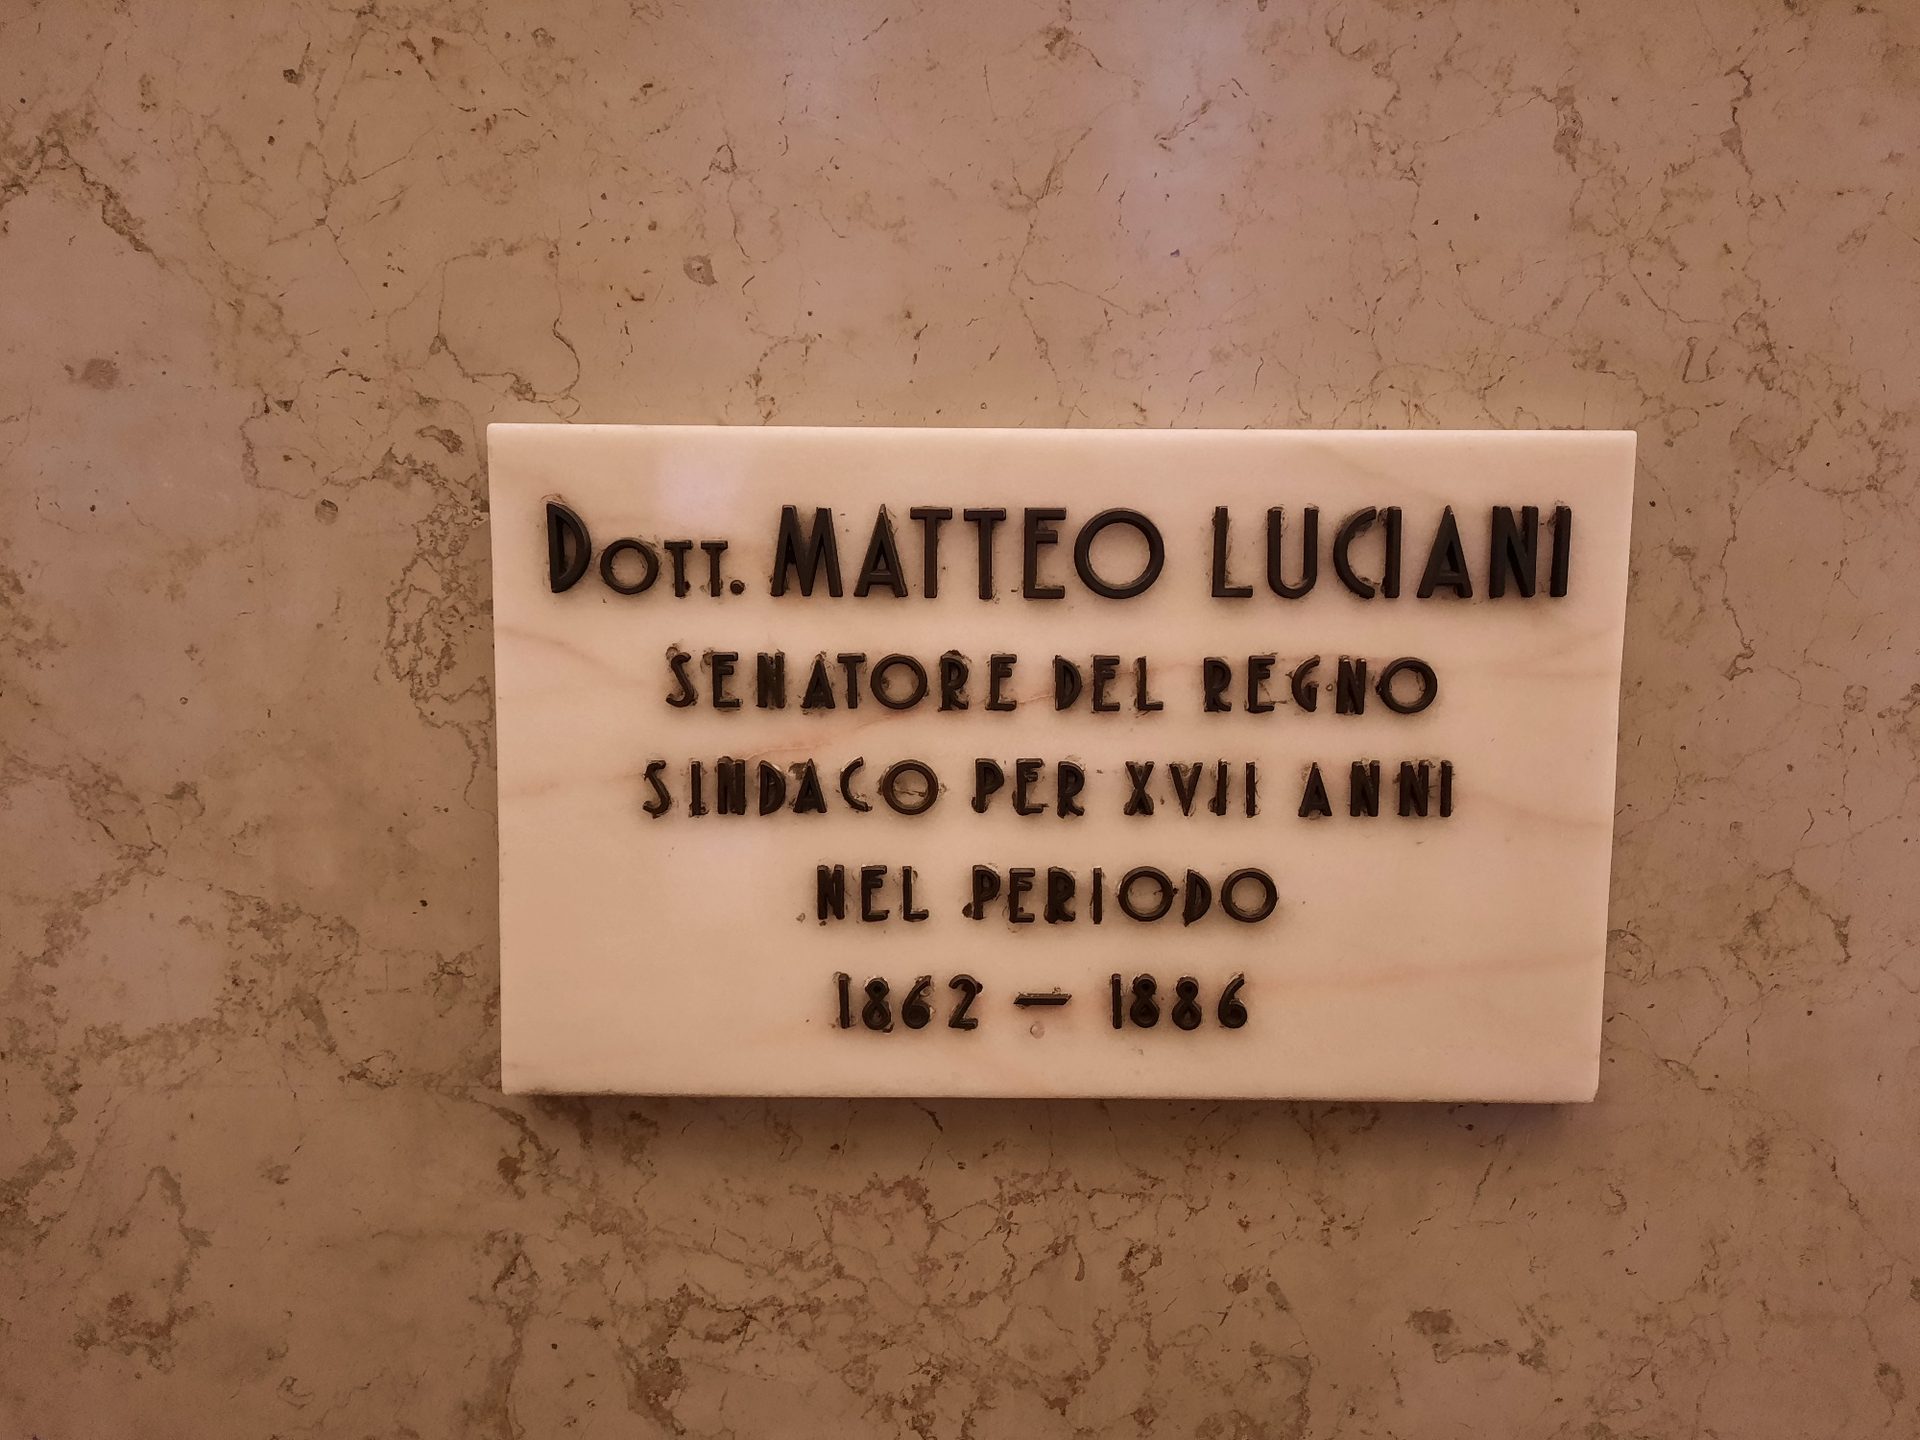 Dott. MATTEO LUCIANI
SENATORE DEL REGNO
SINDACO PER XVII ANNI
NEL PERIODO
1862 — 1886